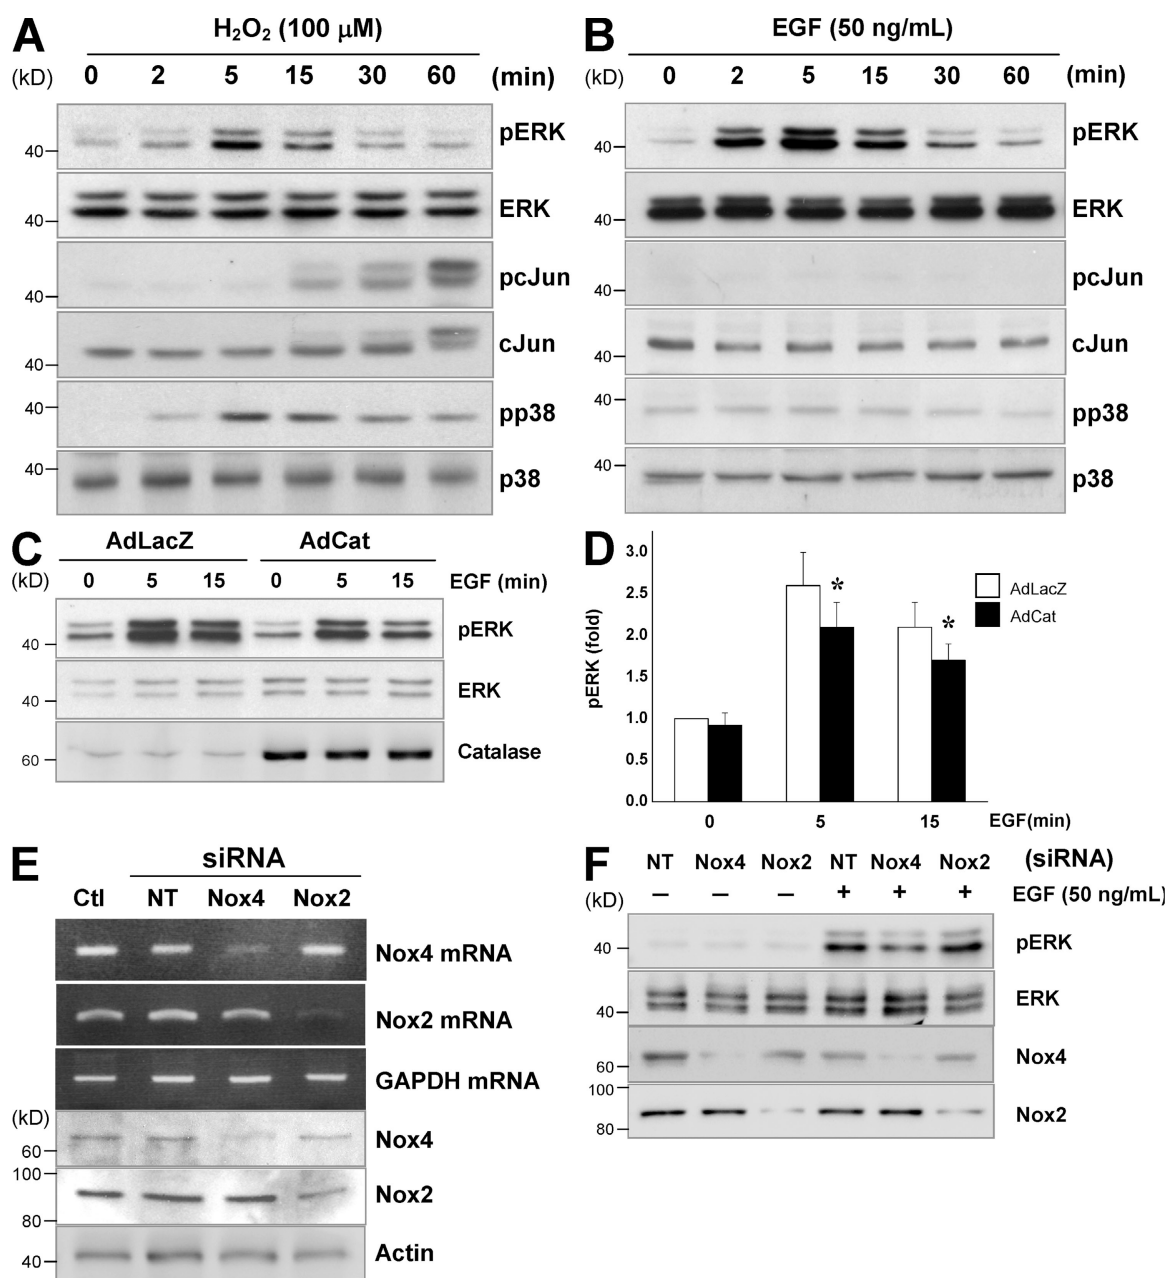 A
H₂O₂ (100 µM)
(kD) 0 2 5 15 30 60 (min)
40 pERK
40 ERK
40 pcJun
40 cJun
40 pp38
40 p38
B
EGF (50 ng/mL)
(kD) 0 2 5 15 30 60 (min)
40 pERK
40 ERK
40 pcJun
40 cJun
40 pp38
40 p38
C
AdLacZ AdCat
(kD) 0 5 15 0 5 15 EGF (min)
40 pERK
40 ERK
60 Catalase
D
pERK (fold)
3.0
2.5
2.0
1.5
1.0
0.5
0.0
* *
AdLacZ
AdCat
0 5 15 EGF(min)
E
siRNA
Ctl NT Nox4 Nox2
Nox4 mRNA
Nox2 mRNA
GAPDH mRNA
(kD)
60 Nox4
100
80 Nox2
40 Actin
F
NT Nox4 Nox2 NT Nox4 Nox2 (siRNA)
(kD) − − − + + + EGF (50 ng/mL)
40 pERK
40 ERK
60 Nox4
100
80 Nox2